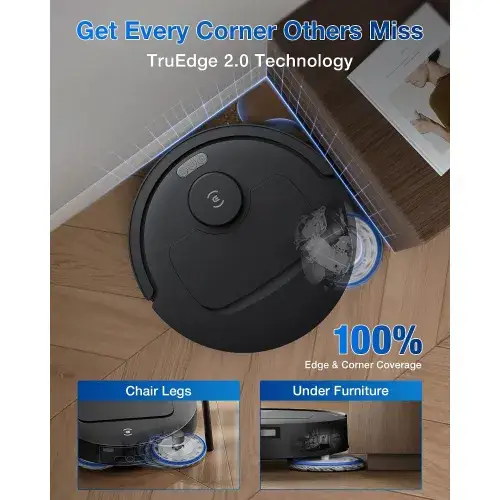 Get Every Corner Others Miss
TruEdge 2.0 Technology
100%
Edge & Corner Coverage
Chair Legs
Under Furniture